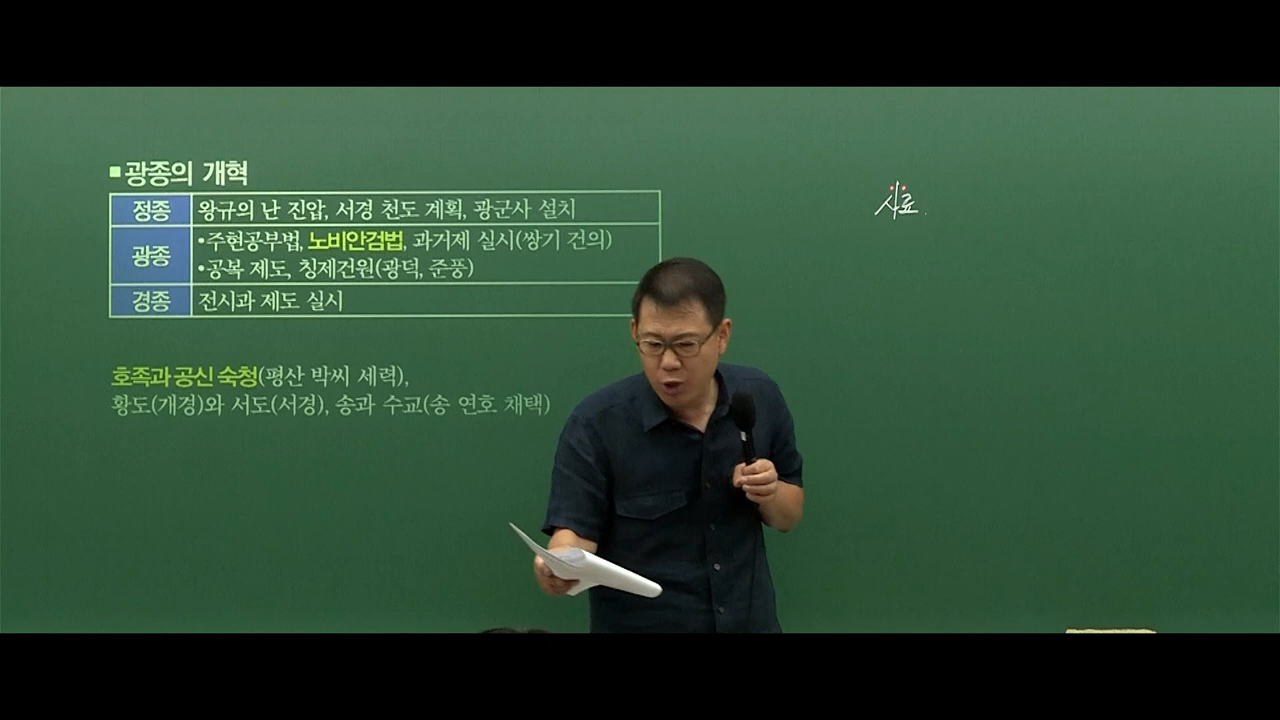 ▪광종의 개혁
정종 왕규의 난 진압, 서경 천도 계획, 광군사 설치
광종 •주현공부법, 노비안검법, 과거제 실시(쌍기 건의)
•공복 제도, 칭제건원(광덕, 준풍)
경종 전시과 제도 실시
호족과 공신 숙청(평산 박씨 세력),
황도(개경)와 서도(서경), 송과 수교(송 연호 채택)
사료